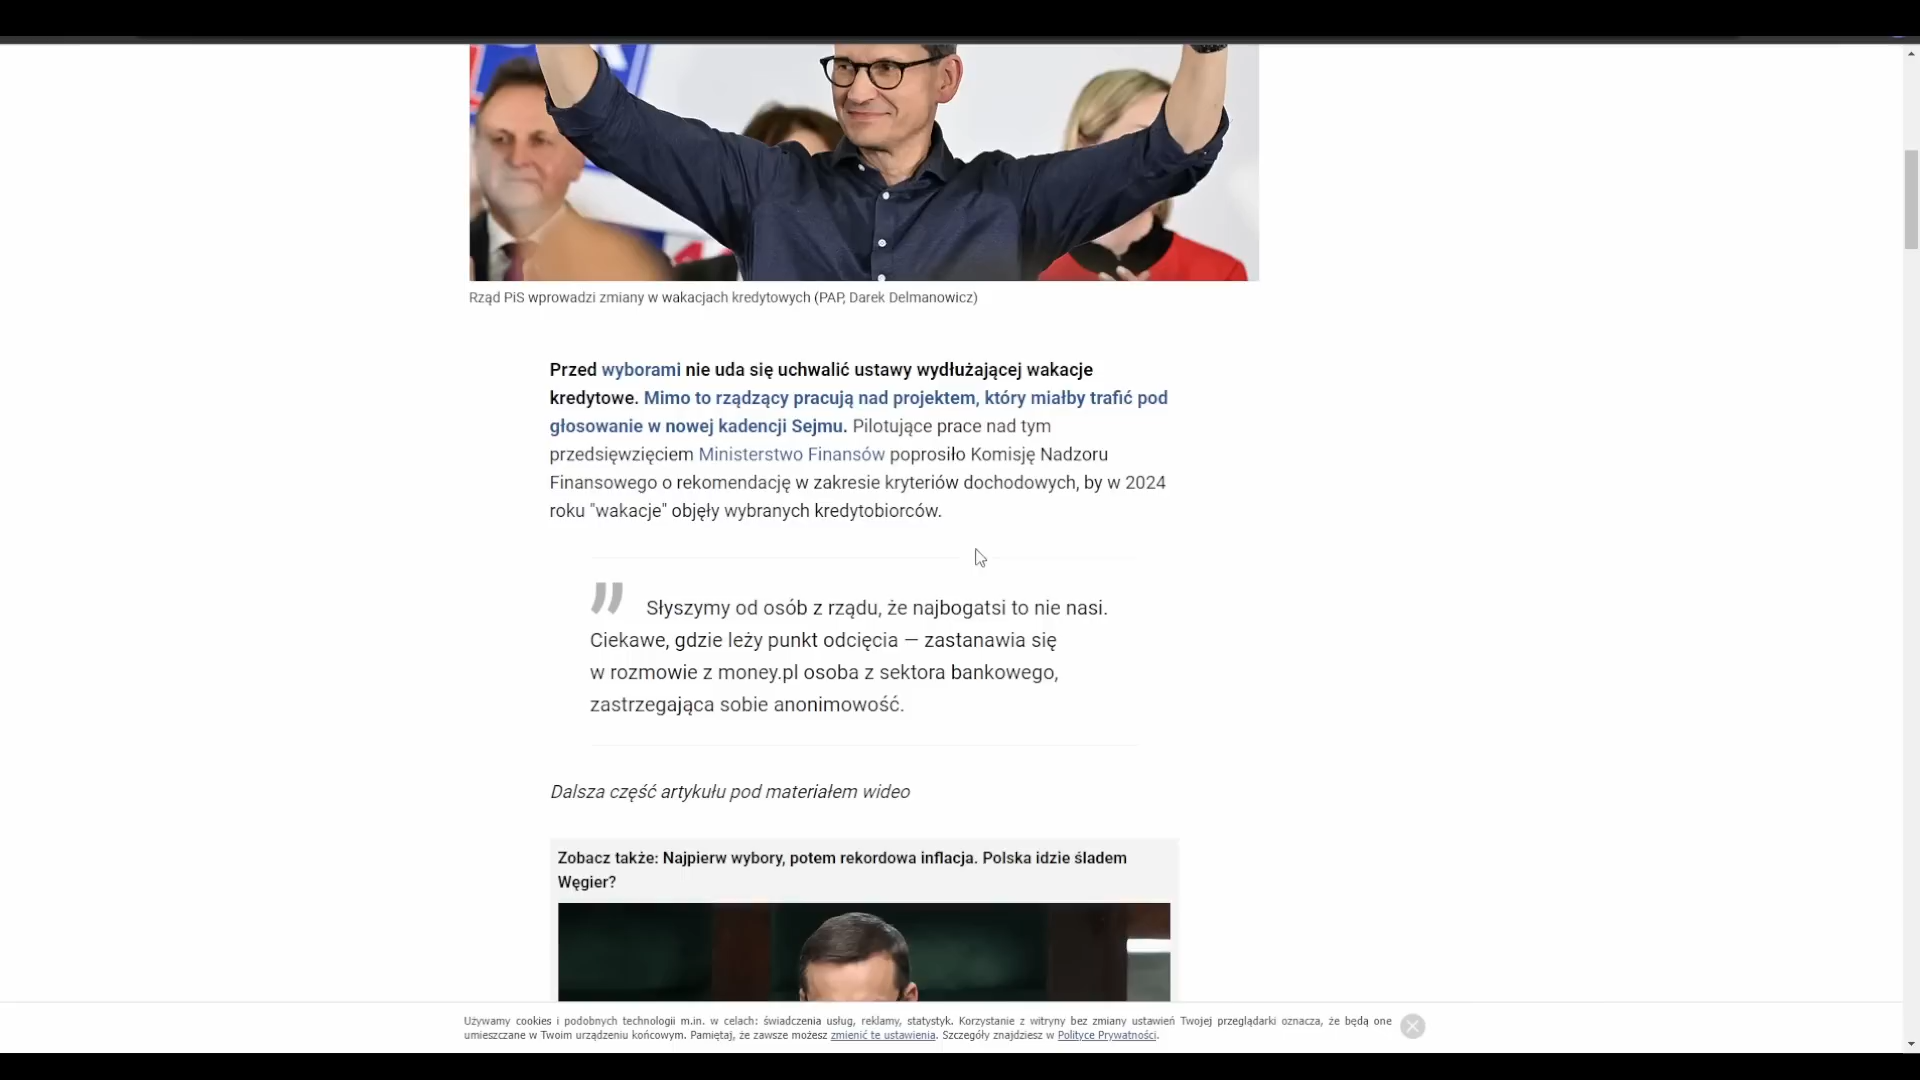 Rząd PiS wprowadzi zmiany w wakacjach kredytowych (PAP, Darek Delmanowicz)
Przed wyborami nie uda się uchwalić ustawy wydłużającej wakacje
kredytowe. Mimo to rządzący pracują nad projektem, który miałby trafić pod
głosowanie w nowej kadencji Sejmu. Pilotujące prace nad tym
przedsięwzięciem Ministerstwo Finansów poprosiło Komisję Nadzoru
Finansowego o rekomendację w zakresie kryteriów dochodowych, by w 2024
roku "wakacje" objęły wybranych kredytobiorców.
” Słyszymy od osób z rządu, że najbogatsi to nie nasi.
Ciekawe, gdzie leży punkt odcięcia — zastanawia się
w rozmowie z money.pl osoba z sektora bankowego,
zastrzegająca sobie anonimowość.
Dalsza część artykułu pod materiałem wideo
Zobacz także: Najpierw wybory, potem rekordowa inflacja. Polska idzie śladem
Węgier?
Używamy cookies i podobnych technologii m.in. w celach: świadczenia usług, reklamy, statystyk. Korzystanie z witryny bez zmiany ustawień Twojej przeglądarki oznacza, że będą one
umieszczane w Twoim urządzeniu końcowym. Pamiętaj, że zawsze możesz zmienić te ustawienia. Szczegóły znajdziesz w Polityce Prywatności.